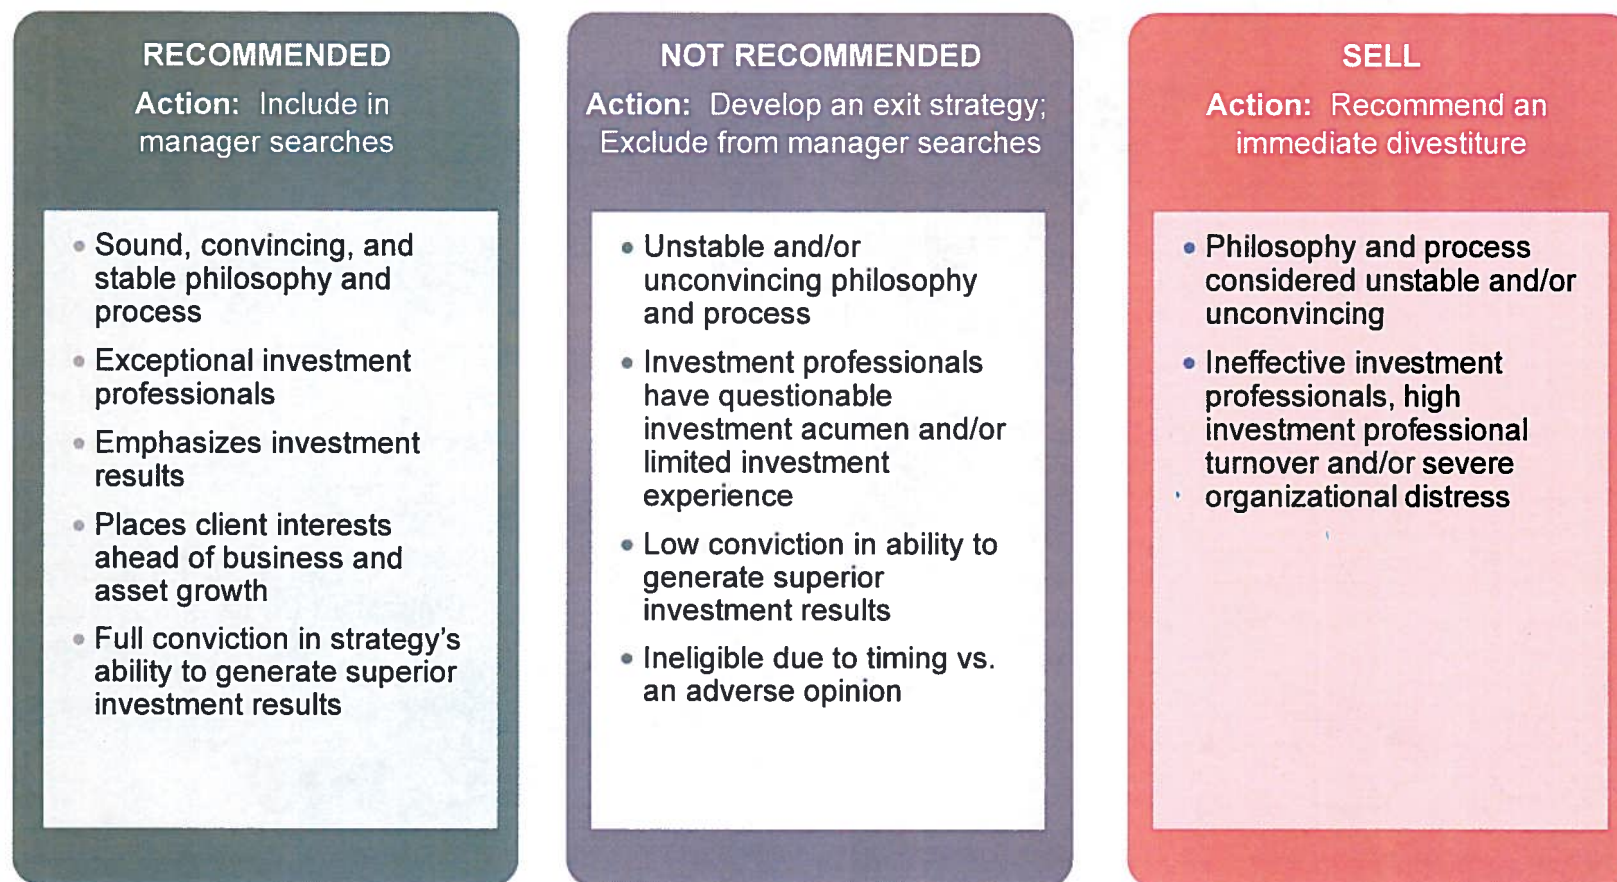 RECOMMENDED
Action: Include in
manager searches
• Sound, convincing, and
stable philosophy and
process
• Exceptional investment
professionals
• Emphasizes investment
results
• Places client interests
ahead of business and
asset growth
• Full conviction in strategy's
ability to generate superior
investment results
NOT RECOMMENDED
Action: Develop an exit strategy;
Exclude from manager searches
• Unstable and/or
unconvincing philosophy
and process
• Investment professionals
have questionable
investment acumen and/or
limited investment
experience
• Low conviction in ability to
generate superior
investment results
• Ineligible due to timing vs.
an adverse opinion
SELL
Action: Recommend an
immediate divestiture
• Philosophy and process
considered unstable and/or
unconvincing
• Ineffective investment
professionals, high
investment professional
turnover and/or severe
organizational distress